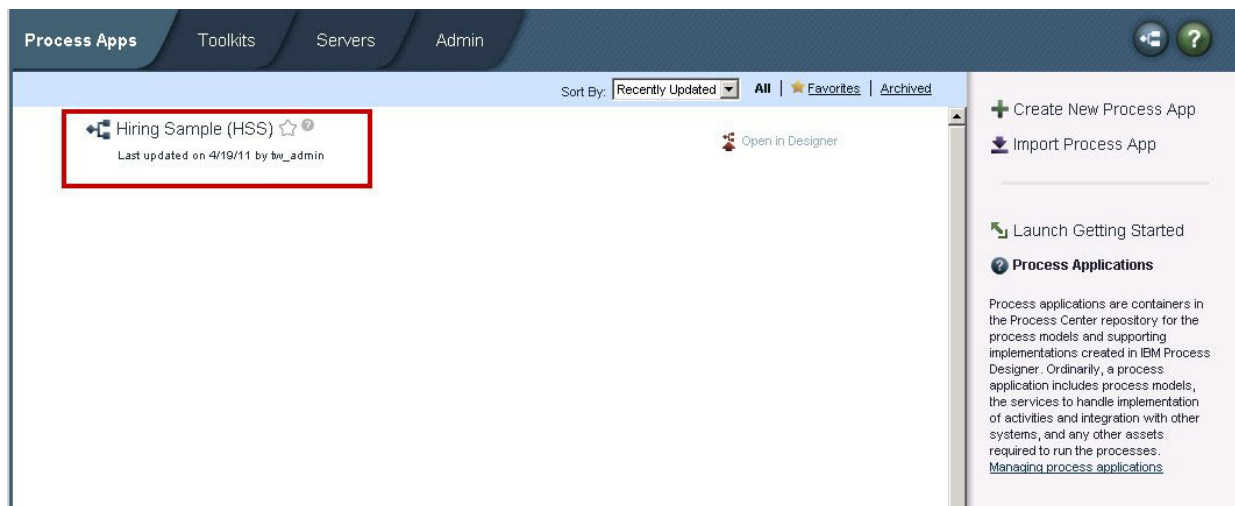 Process Apps Toolkits Servers Admin
Sort By: Recently Updated All | Favorites | Archived
Hiring Sample (HSS)
Last updated on 4/19/11 by tw_admin
Open in Designer
Create New Process App
Import Process App
Launch Getting Started
Process Applications
Process applications are containers in
the Process Center repository for the
process models and supporting
implementations created in IBM Process
Designer. Ordinarily, a process
application includes process models,
the services to handle implementation
of activities and integration with other
systems, and any other assets
required to run the processes.
Managing process applications